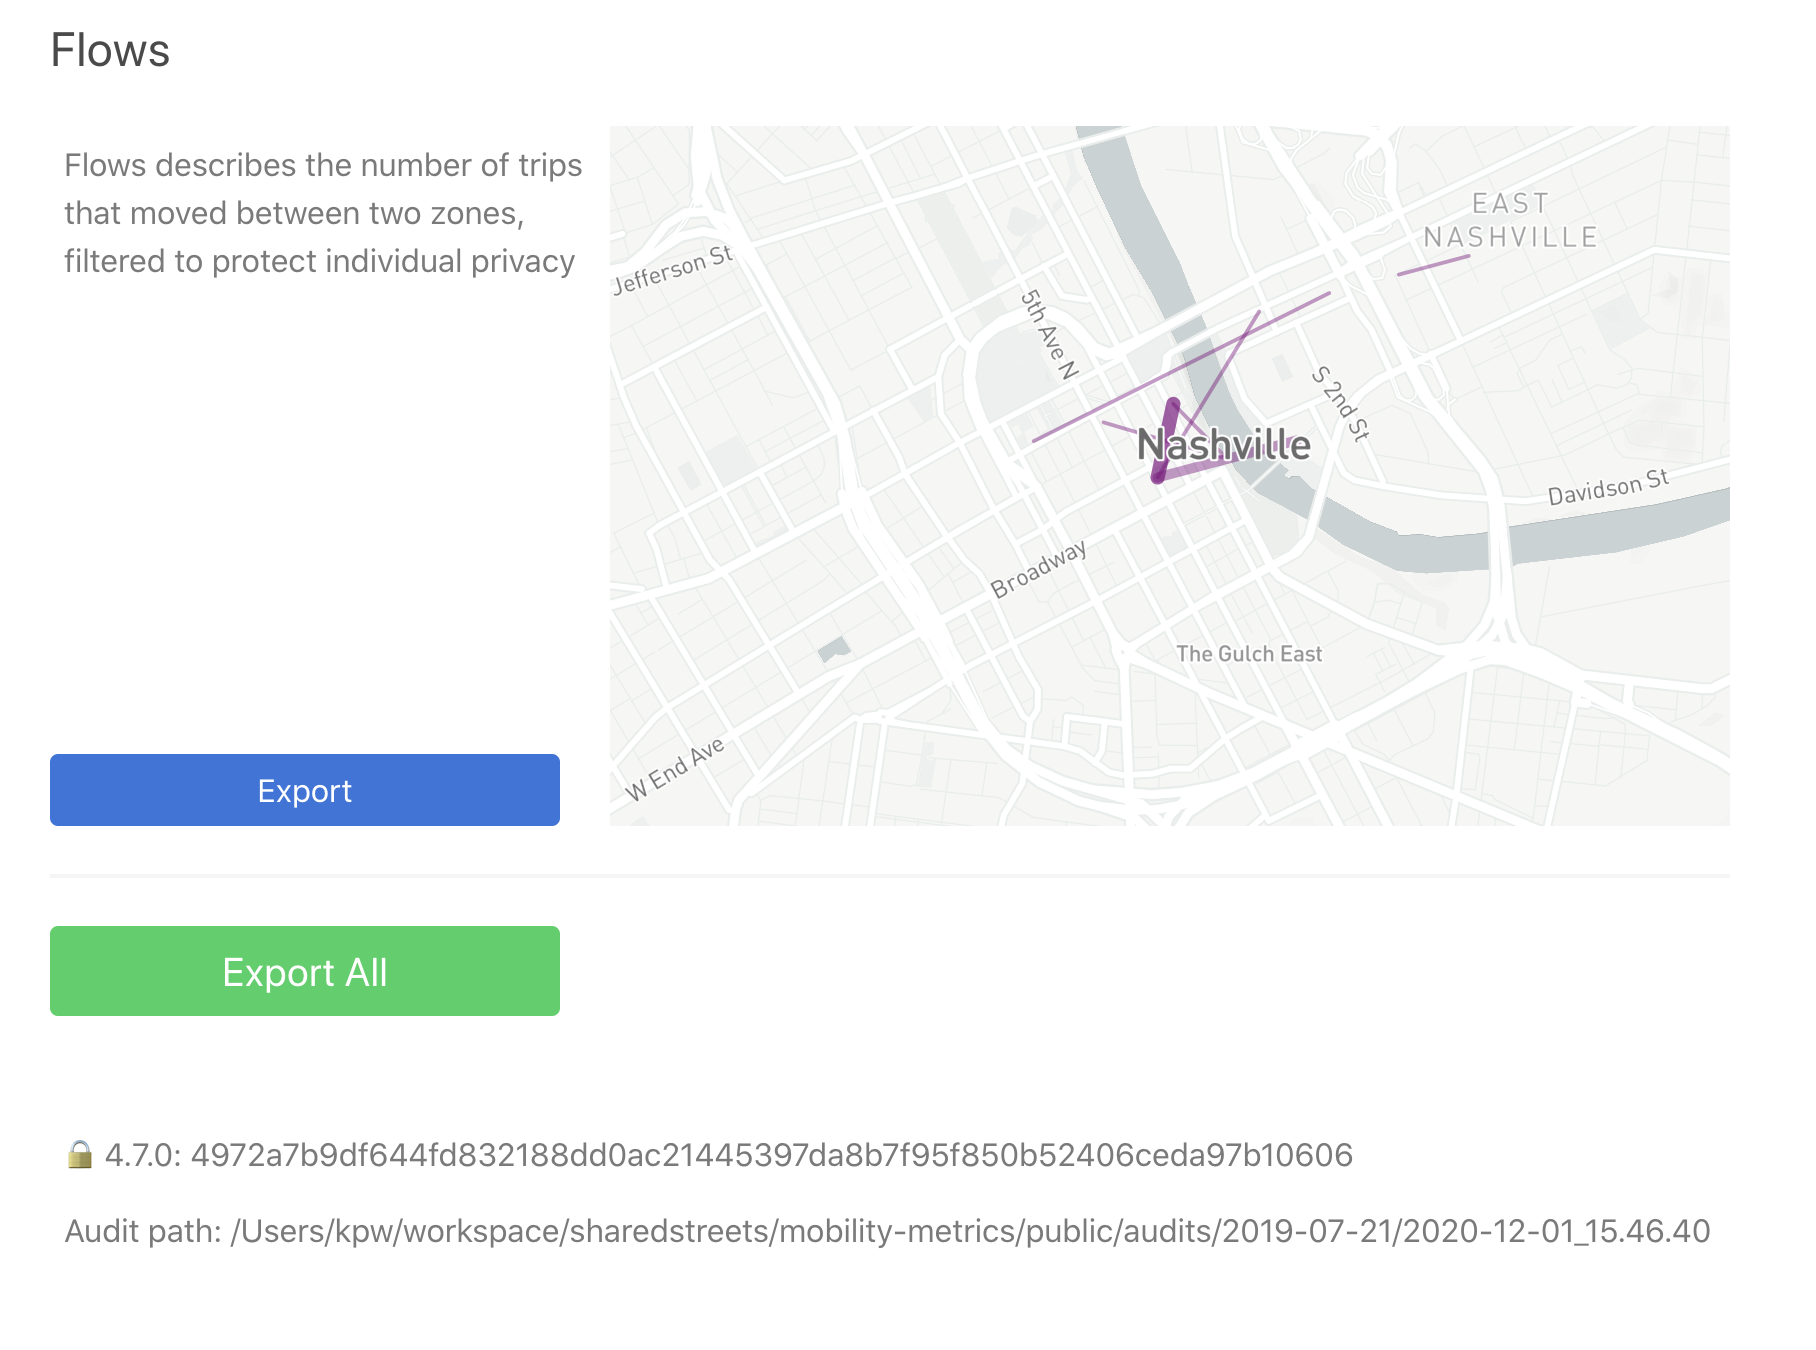 Flows
Flows describes the number of trips
that moved between two zones,
filtered to protect individual privacy
EAST
NASHVILLE
Jefferson St
5th Ave N
S 2nd St
Nashville
Davidson St
Broadway
The Gulch East
W End Ave
Export
Export All
🔒 4.7.0: 4972a7b9df644fd832188dd0ac21445397da8b7f95f850b52406ceda97b10606
Audit path: /Users/kpw/workspace/sharedstreets/mobility-metrics/public/audits/2019-07-21/2020-12-01_15.46.40